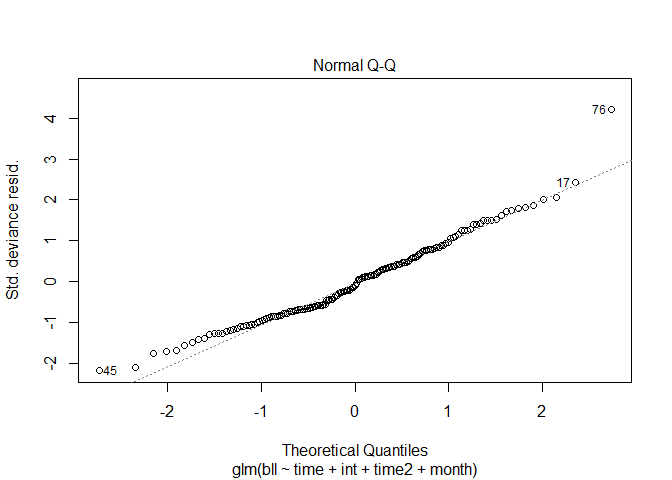 Normal Q-Q
Std. deviance resid.
4
3
2
1
0
-1
-2
76
17
45
-2 -1 0 1 2
Theoretical Quantiles
glm(bll ~ time + int + time2 + month)